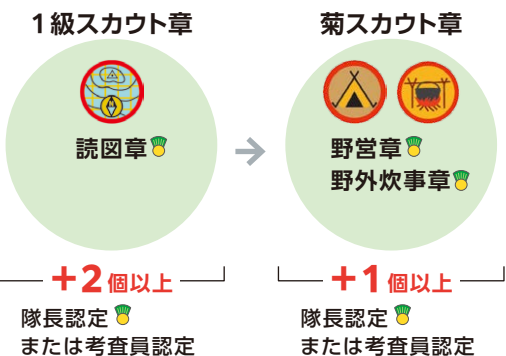 1級スカウト章
菊スカウト章
読図章
野営章
野外炊事章
+2個以上
+1個以上
隊長認定
または考査員認定
隊長認定
または考査員認定